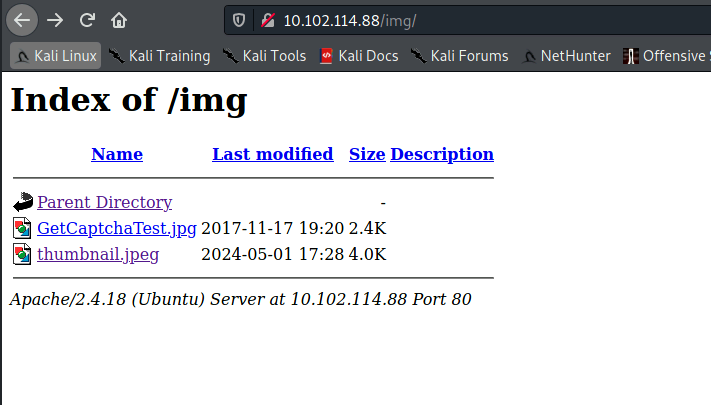 10.102.114.88/img/
Kali Linux Kali Training Kali Tools Kali Docs Kali Forums NetHunter Offensive S
Index of /img
Name Last modified Size Description
Parent Directory -
GetCaptchaTest.jpg 2017-11-17 19:20 2.4K
thumbnail.jpeg 2024-05-01 17:28 4.0K
Apache/2.4.18 (Ubuntu) Server at 10.102.114.88 Port 80